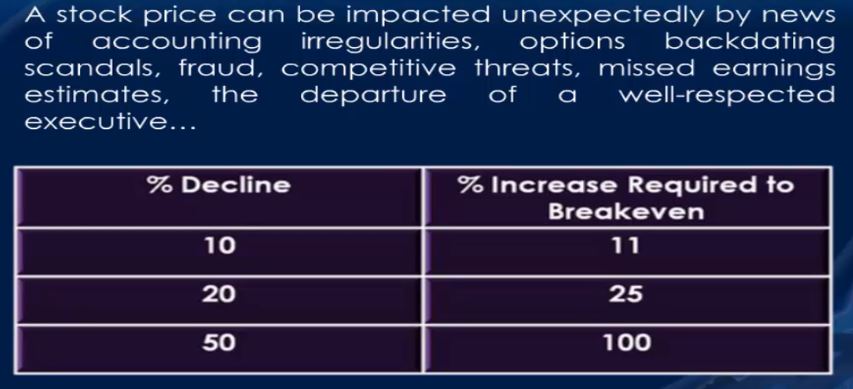 A stock price can be impacted unexpectedly by news
of accounting irregularities, options backdating
scandals, fraud, competitive threats, missed earnings
estimates, the departure of a well-respected
executive...
% Decline % Increase Required to
Breakeven
10 11
20 25
50 100